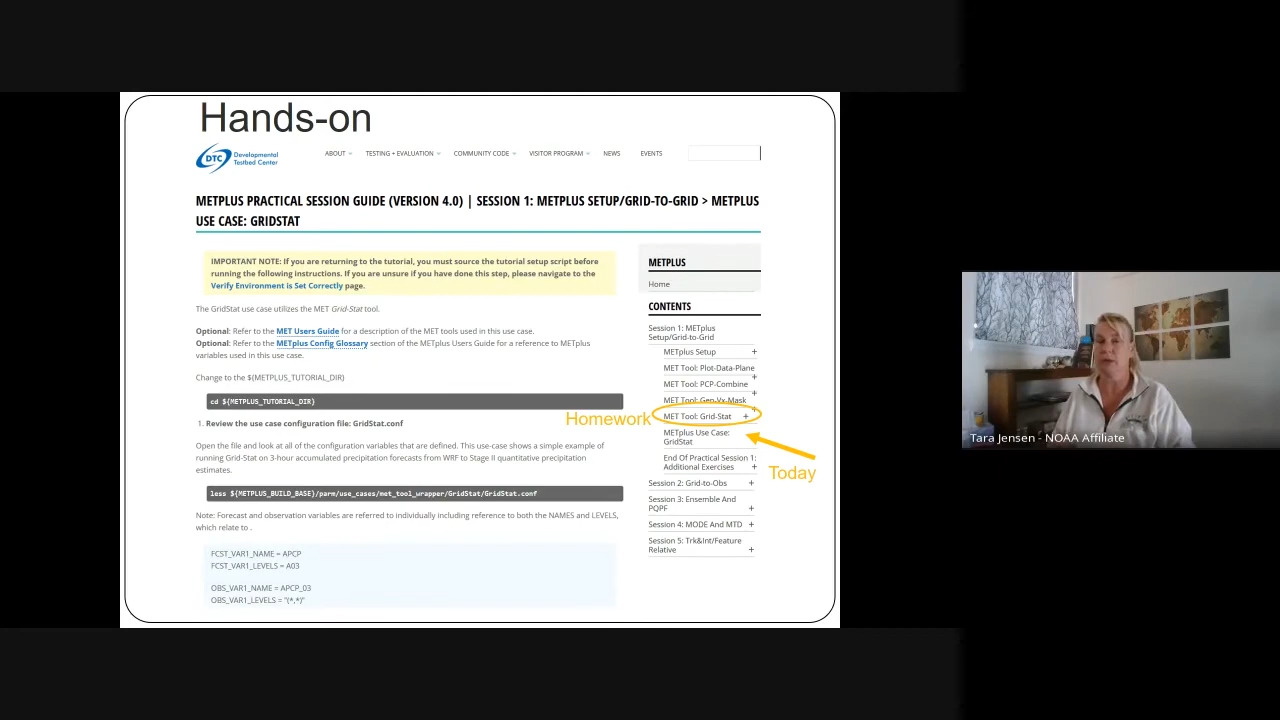 Hands-on
DTC Developmental
Testbed Center
ABOUT TESTING + EVALUATION COMMUNITY CODE VISITOR PROGRAM NEWS EVENTS
METPLUS PRACTICAL SESSION GUIDE (VERSION 4.0) | SESSION 1: METPLUS SETUP/GRID-TO-GRID > METPLUS
USE CASE: GRIDSTAT
IMPORTANT NOTE: If you are returning to the tutorial, you must source the tutorial setup script before
running the following instructions. If you are unsure if you have done this step, please navigate to the
Verify Environment is Set Correctly page.
The GridStat use case utilizes the MET Grid-Stat tool.
Optional: Refer to the MET Users Guide for a description of the MET tools used in this use case.
Optional: Refer to the METplus Config Glossary section of the METplus Users Guide for a reference to METplus
variables used in this use case.
Change to the ${METPLUS_TUTORIAL_DIR}
cd ${METPLUS_TUTORIAL_DIR}
1. Review the use case configuration file: GridStat.conf
Open the file and look at all of the configuration variables that are defined. This use-case shows a simple example of
running Grid-Stat on 3-hour accumulated precipitation forecasts from WRF to Stage II quantitative precipitation
estimates.
less ${METPLUS_BUILD_BASE}/parm/use_cases/met_tool_wrapper/GridStat/GridStat.conf
Note: Forecast and observation variables are referred to individually including reference to both the NAMES and LEVELS,
which relate to .
FCST_VAR1_NAME = APCP
FCST_VAR1_LEVELS = A03
OBS_VAR1_NAME = APCP_03
OBS_VAR1_LEVELS = "(*,*)"
METPLUS
Home
CONTENTS
Session 1: METplus
Setup/Grid-to-Grid
METplus Setup +
MET Tool: Plot-Data-Plane
+
MET Tool: PCP-Combine
+
MET Tool: Gen-Vx-Mask
+
Homework
MET Tool: Grid-Stat +
METplus Use Case:
GridStat
Today
End Of Practical Session 1:
Additional Exercises +
Session 2: Grid-to-Obs +
Session 3: Ensemble And
PQPF +
Session 4: MODE And MTD +
Session 5: Trk&Int/Feature
Relative +
Tara Jensen - NOAA Affiliate